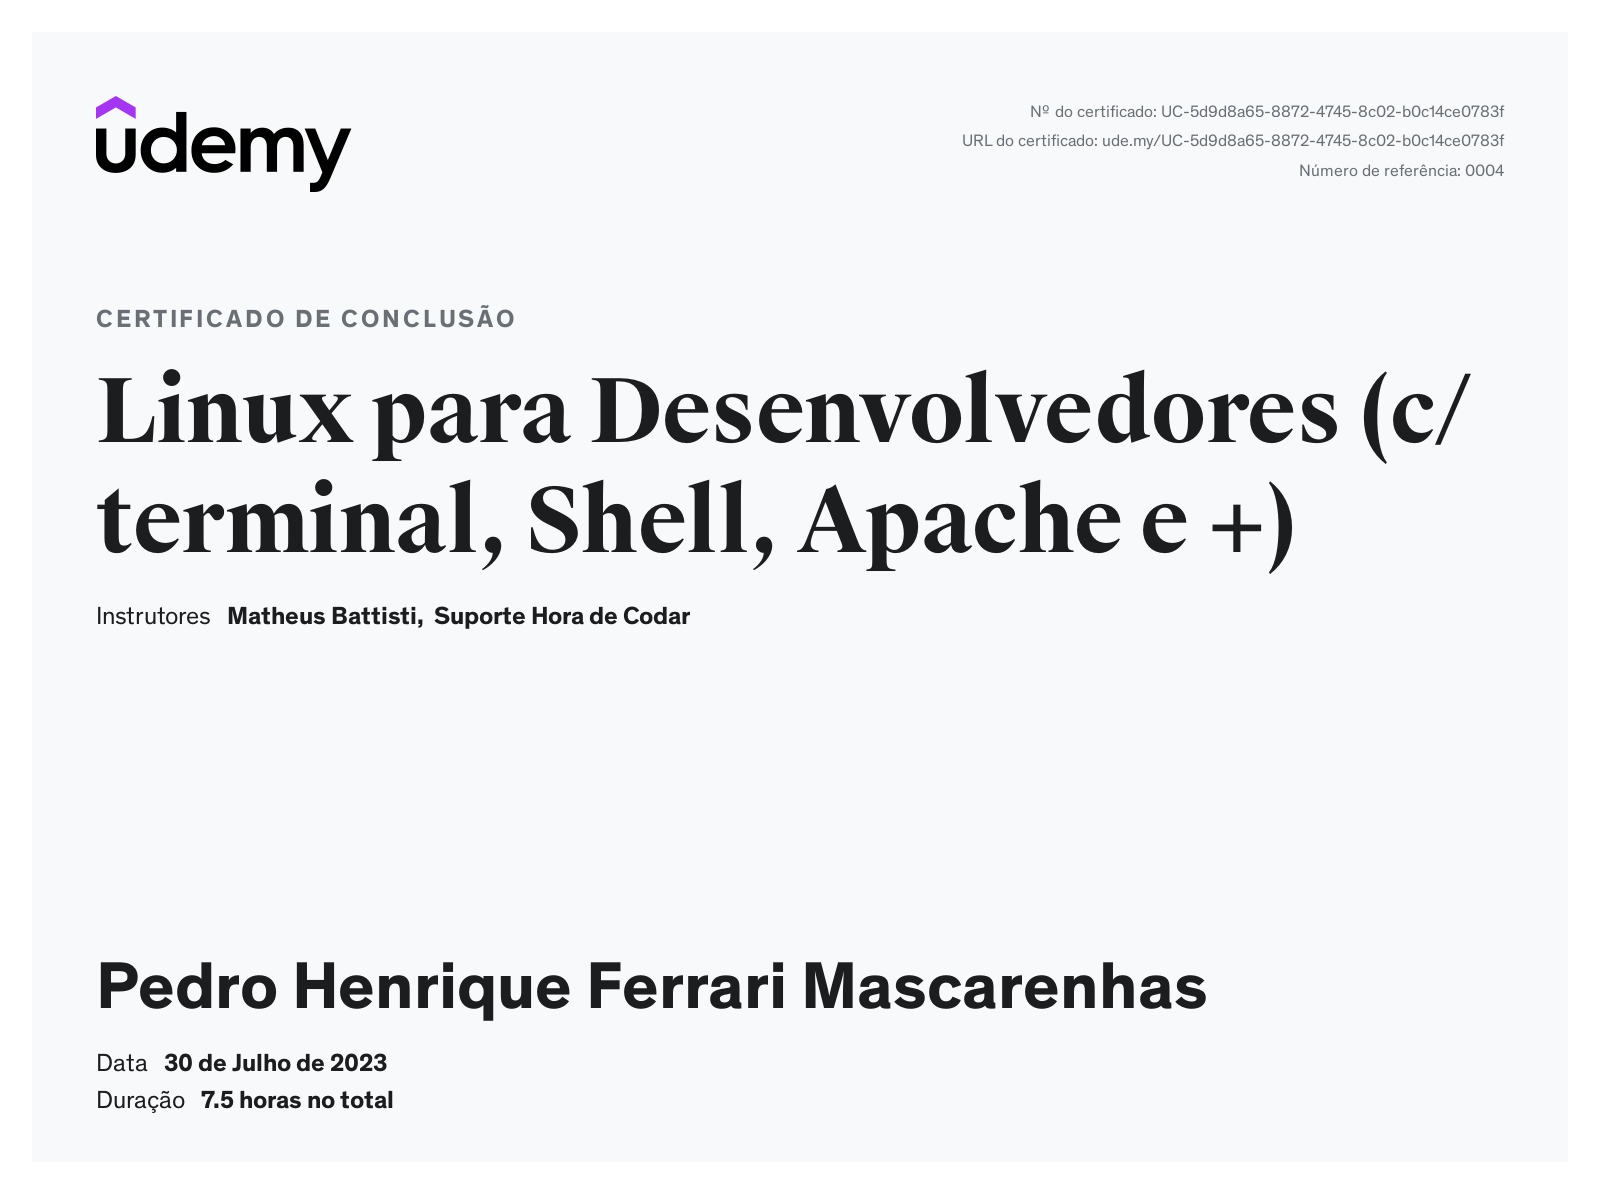 udemy
Nº do certificado: UC-5d9d8a65-8872-4745-8c02-b0c14ce0783f
URL do certificado: ude.my/UC-5d9d8a65-8872-4745-8c02-b0c14ce0783f
Número de referência: 0004
CERTIFICADO DE CONCLUSÃO
Linux para Desenvolvedores (c/
terminal, Shell, Apache e +)
Instrutores Matheus Battisti, Suporte Hora de Codar
Pedro Henrique Ferrari Mascarenhas
Data 30 de Julho de 2023
Duração 7.5 horas no total